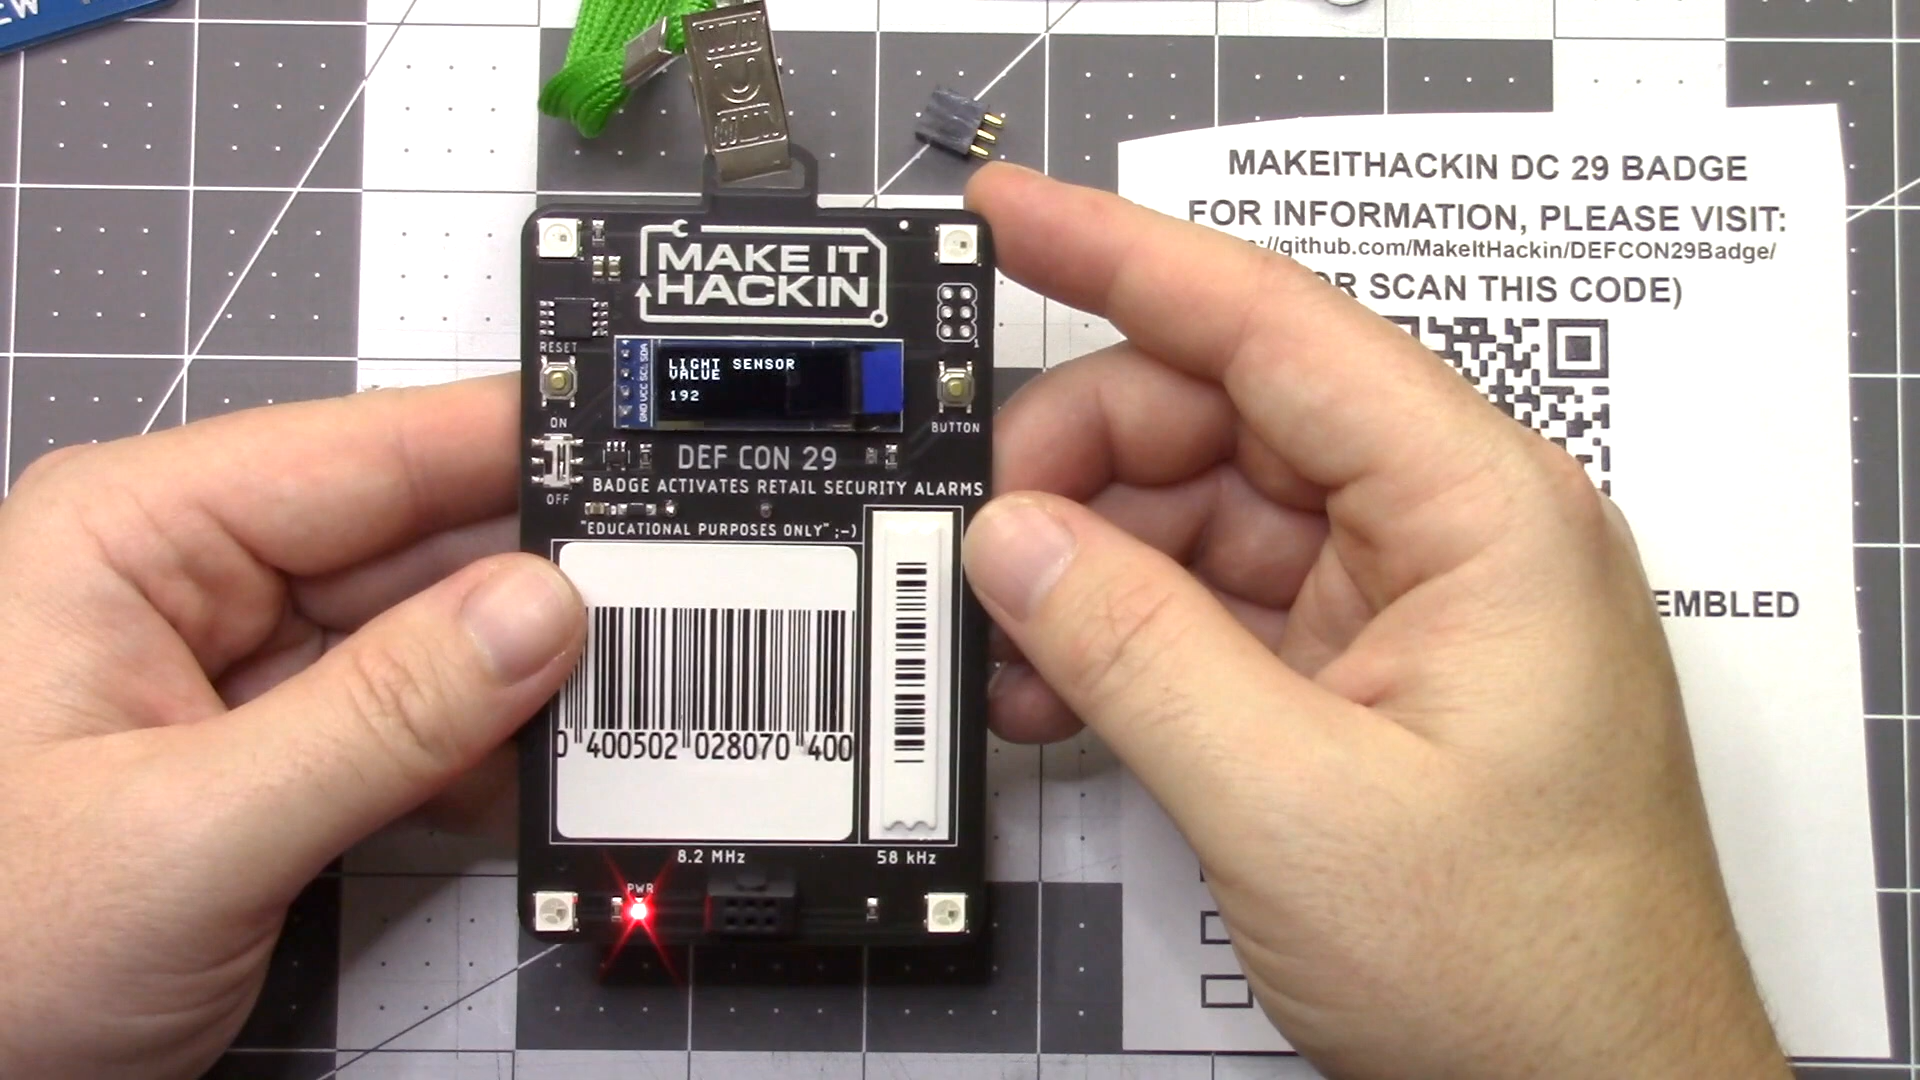 EW
MAKEITHACKIN DC 29 BADGE
FOR INFORMATION, PLEASE VISIT:
//github.com/MakeItHackin/DEFCON29Badge/
OR SCAN THIS CODE)
EMBLED
MAKE IT
HACKIN
RESET
GND VCC SCL SDA
LIGHT SENSOR
VALUE
192
ON
BUTTON
OFF
DEF CON 29
BADGE ACTIVATES RETAIL SECURITY ALARMS
"EDUCATIONAL PURPOSES ONLY" ;-)
0 400502 028070 400
8.2 MHz
58 kHz
PWR